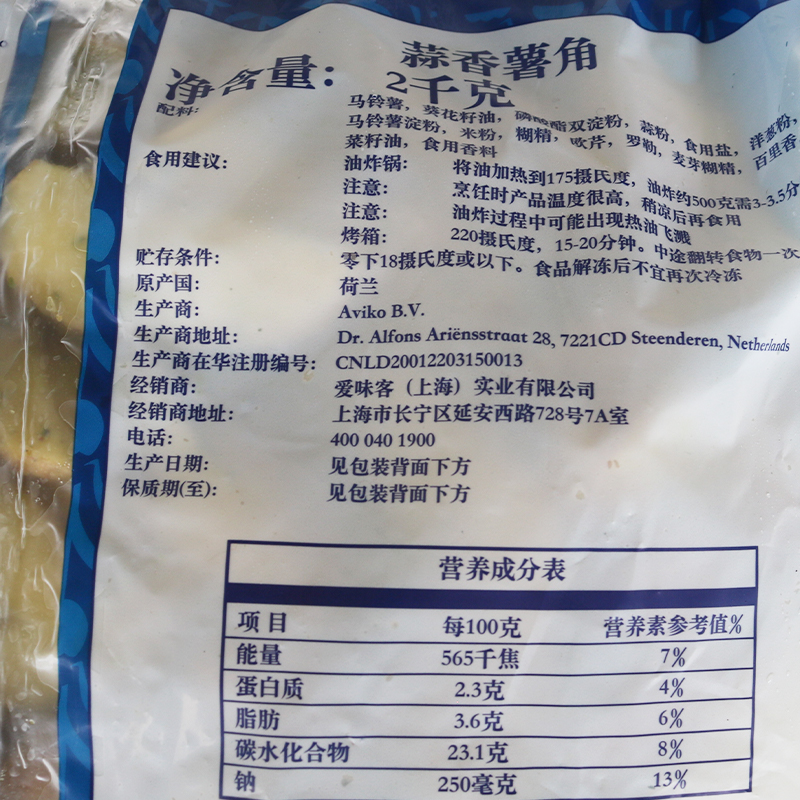 蒜香薯角
净含量: 2千克
配料: 马铃薯, 葵花籽油, 磷酸酯双淀粉, 蒜粉, 食用盐, 洋葱粉,
马铃薯淀粉, 米粉, 糊精, 欧芹, 罗勒, 麦芽糊精, 百里香
菜籽油, 食用香料
食用建议: 油炸锅: 将油加热到175摄氏度, 油炸约500克需3-3.5分
注意: 烹饪时产品温度很高, 稍凉后再食用
注意: 油炸过程中可能出现热油飞溅
烤箱: 220摄氏度, 15-20分钟。中途翻转食物一次
贮存条件: 零下18摄氏度或以下。食品解冻后不宜再次冷冻
原产国: 荷兰
生产商: Aviko B.V.
生产商地址: Dr. Alfons Ariënsstraat 28, 7221CD Steenderen, Netherlands
生产商在华注册编号: CNLD20012203150013
经销商: 爱味客（上海）实业有限公司
经销商地址: 上海市长宁区延安西路728号7A室
电话: 400 040 1900
生产日期: 见包装背面下方
保质期(至): 见包装背面下方
营养成分表
项目 每100克 营养素参考值%
能量 565千焦 7%
蛋白质 2.3克 4%
脂肪 3.6克 6%
碳水化合物 23.1克 8%
钠 250毫克 13%